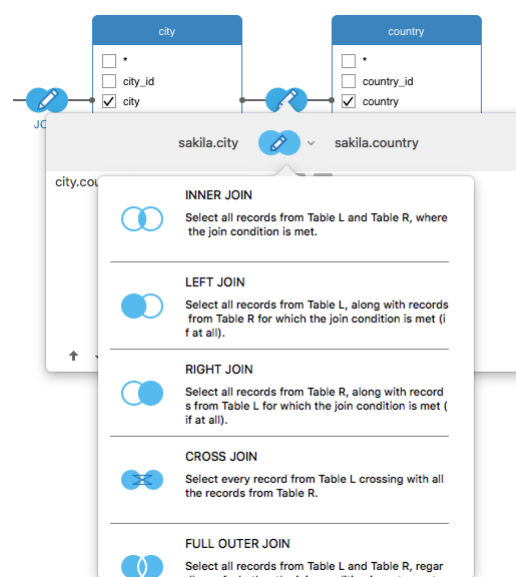 city
country
*
*
city_id
country_id
city
country
JO
sakila.city
sakila.country
city.cou
INNER JOIN
Select all records from Table L and Table R, where
the join condition is met.
LEFT JOIN
Select all records from Table L, along with records
from Table R for which the join condition is met (i
f at all).
RIGHT JOIN
Select all records from Table R, along with record
s from Table L for which the join condition is met (
if at all).
CROSS JOIN
Select every record from Table L crossing with all
the records from Table R.
FULL OUTER JOIN
Select all records from Table L and Table R, regar